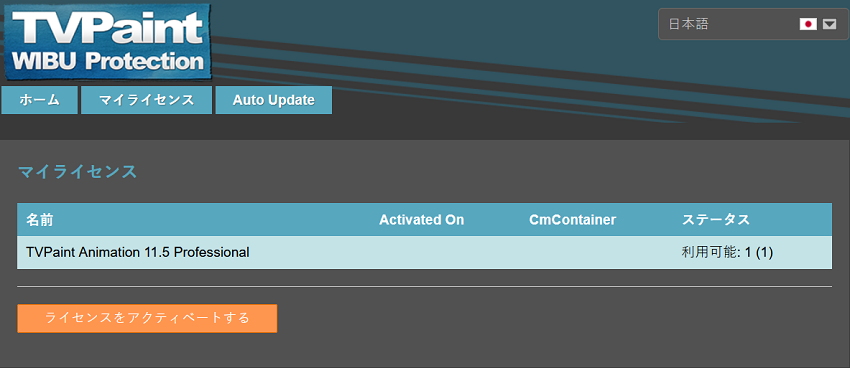 TVPaint
WIBU Protection
日本語
ホーム
マイライセンス
Auto Update
マイライセンス
名前 Activated On CmContainer ステータス
TVPaint Animation 11.5 Professional 利用可能: 1 (1)
ライセンスをアクティベートする